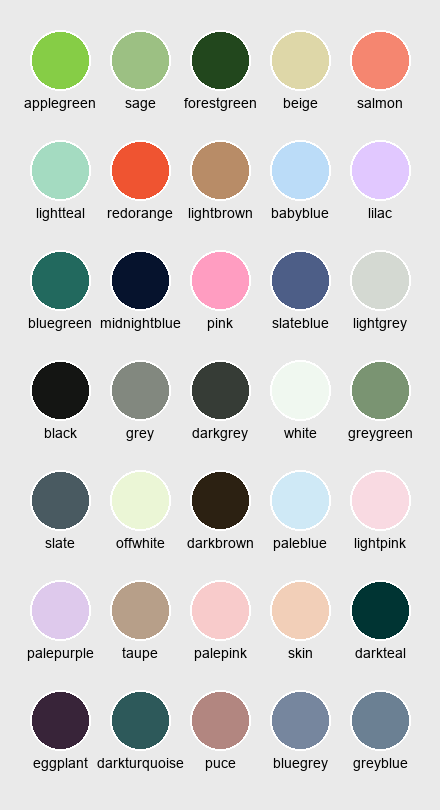 applegreen sage forestgreen beige salmon
lightteal redorange lightbrown babyblue lilac
bluegreen midnightblue pink slateblue lightgrey
black grey darkgrey white greygreen
slate offwhite darkbrown paleblue lightpink
palepurple taupe palepink skin darkteal
eggplant darkturquoise puce bluegrey greyblue